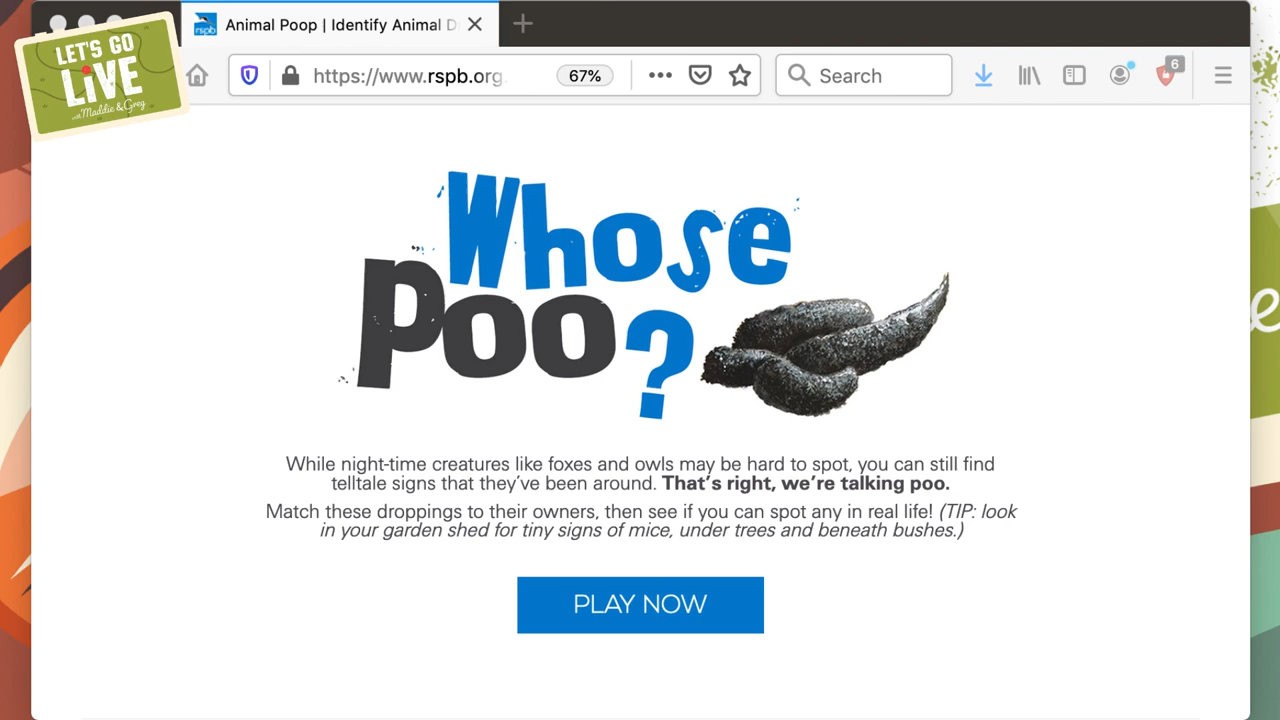 LET'S GO
LIVE
with Maddie & Greg
rspb
Animal Poop | Identify Animal D
https://www.rspb.org.
67%
Search
6
Whose
poo?
While night-time creatures like foxes and owls may be hard to spot, you can still find
telltale signs that they've been around. That's right, we're talking poo.
Match these droppings to their owners, then see if you can spot any in real life! (TIP: look
in your garden shed for tiny signs of mice, under trees and beneath bushes.)
PLAY NOW